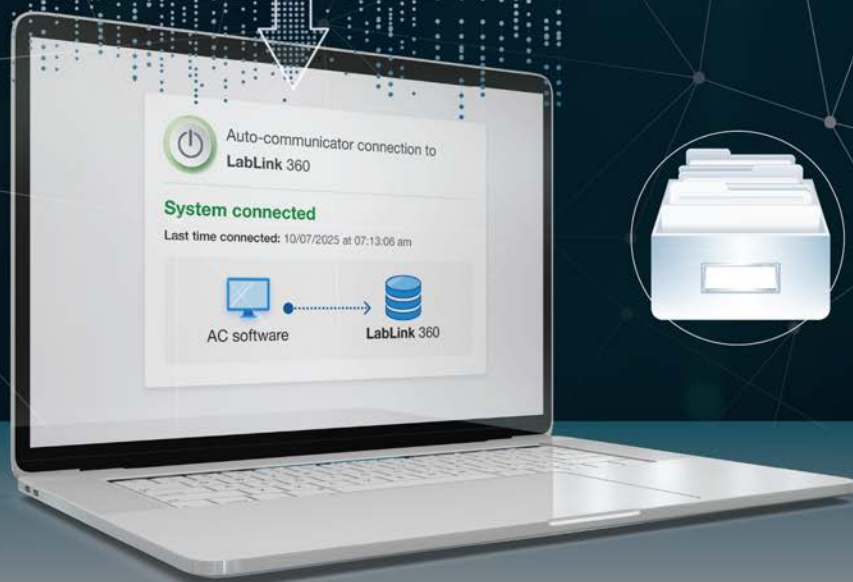 Auto-communicator connection to
LabLink 360
System connected
Last time connected: 10/07/2025 at 07:13:06 am
AC software
LabLink 360